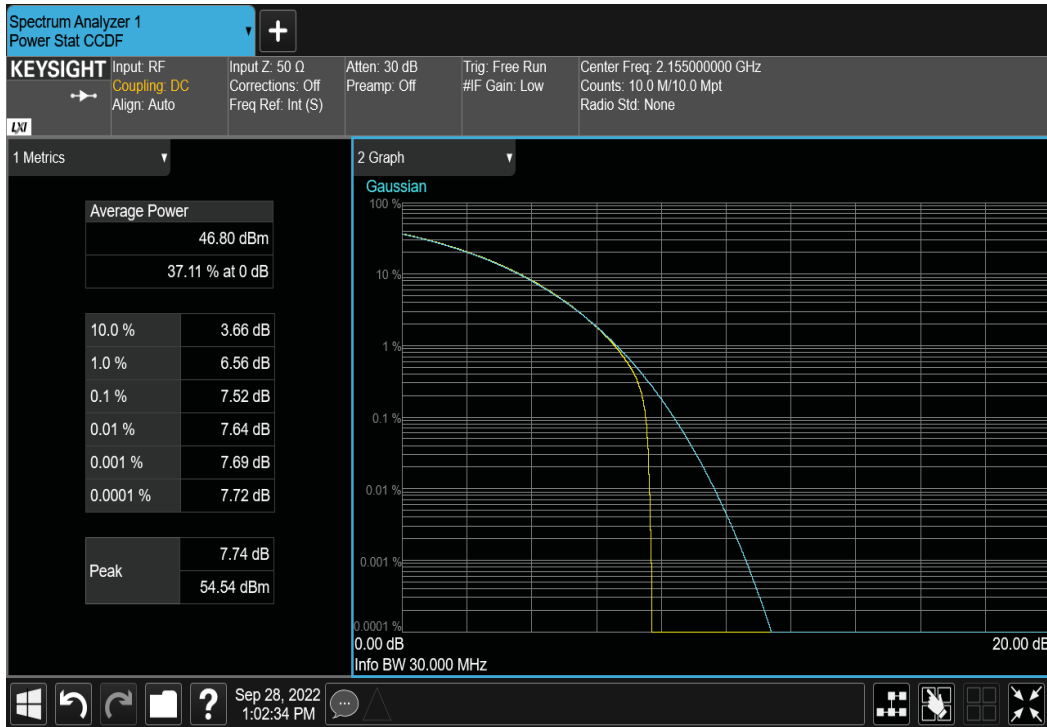 Spectrum Analyzer 1
Power Stat CCDF
KEYSIGHT
LXI
Input: RF
Coupling: DC
Align: Auto
Input Z: 50 Ω
Corrections: Off
Freq Ref: Int (S)
Atten: 30 dB
Preamp: Off
Trig: Free Run
#IF Gain: Low
Center Freq: 2.155000000 GHz
Counts: 10.0 M/10.0 Mpt
Radio Std: None
1 Metrics
Average Power
46.80 dBm
37.11 % at 0 dB
10.0 % 3.66 dB
1.0 % 6.56 dB
0.1 % 7.52 dB
0.01 % 7.64 dB
0.001 % 7.69 dB
0.0001 % 7.72 dB
Peak
7.74 dB
54.54 dBm
2 Graph
Gaussian
100 %
10 %
1 %
0.1 %
0.01 %
0.001 %
0.0001 %
0.00 dB 20.00 dB
Info BW 30.000 MHz
Sep 28, 2022
1:02:34 PM